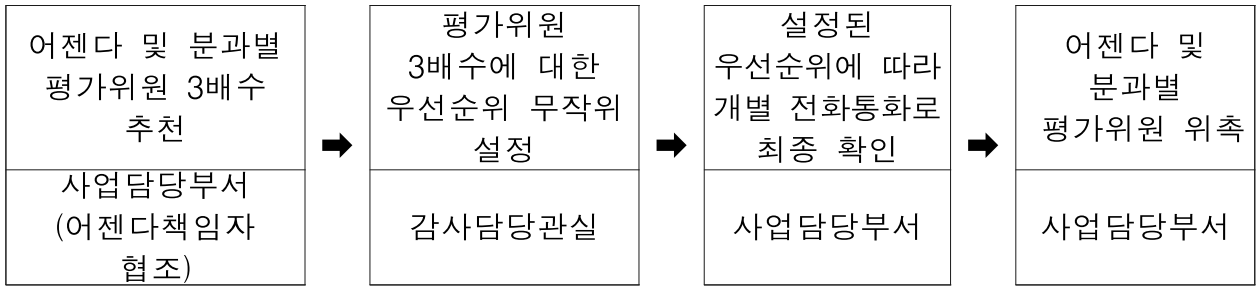 어젠다 및 분과별
평가위원 3배수
추천
사업담당부서
(어젠다책임자
협조)
➡
평가위원
3배수에 대한
우선순위 무작위
설정
감사담당관실
➡
설정된
우선순위에 따라
개별 전화통화로
최종 확인
사업담당부서
➡
어젠다 및
분과별
평가위원 위촉
사업담당부서